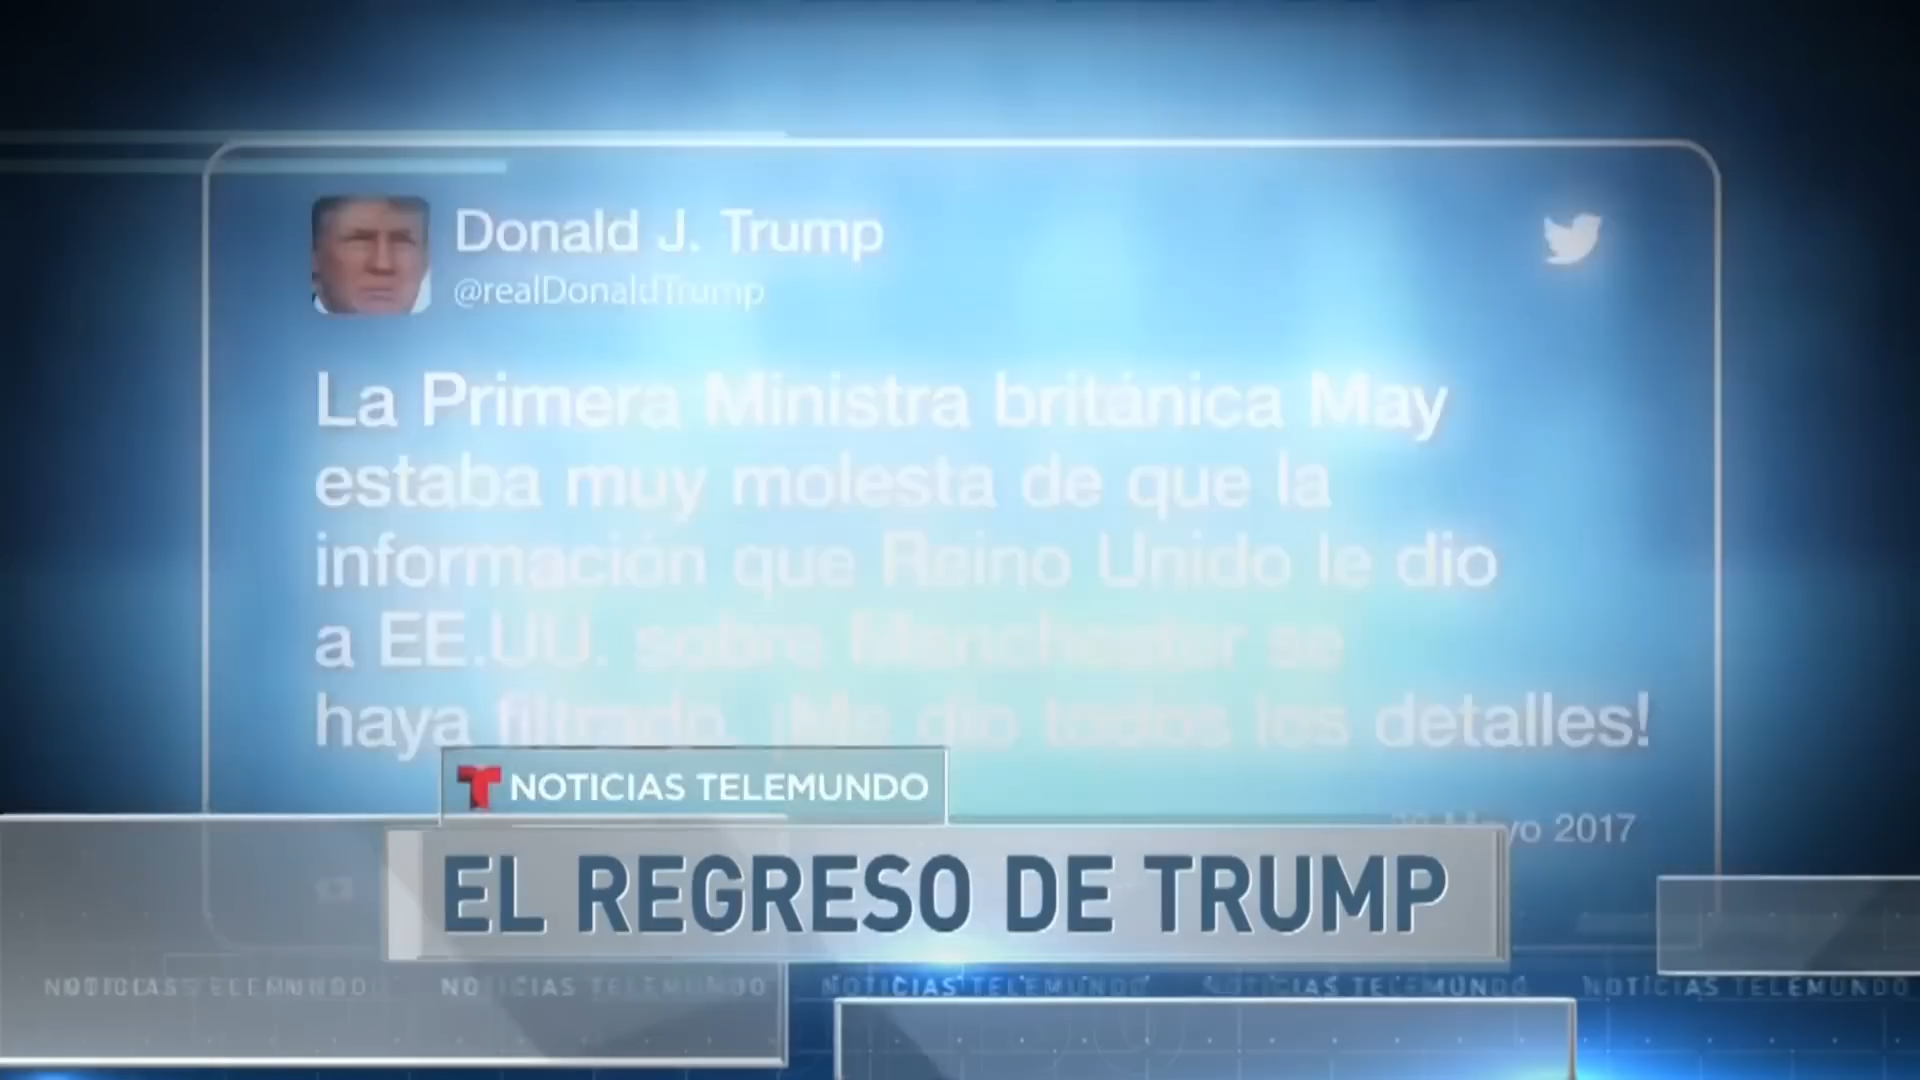 Donald J. Trump
@realDonaldTrump
La Primera Ministra británica May
estaba muy molesta de que la
información que Reino Unido le dio
a EE.UU. sobre Manchester se
haya filtrado. ¡Me dio todos los detalles!
NOTICIAS TELEMUNDO
Mayo 2017
EL REGRESO DE TRUMP
NOTICIAS TELEMUNDO NOTICIAS TELEMUNDO NOTICIAS TELEMUNDO NOTICIAS TELEMUNDO NOTICIAS TELEMUNDO